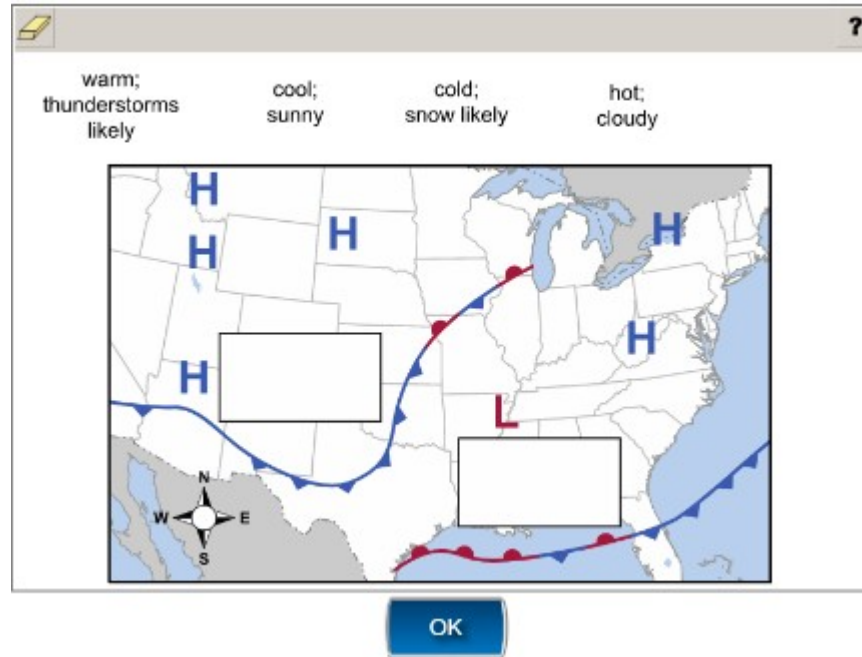 ?
warm;
thunderstorms
likely
cool;
sunny
cold;
snow likely
hot;
cloudy
H
H
H
H
H
H
L
N
W
E
S
OK